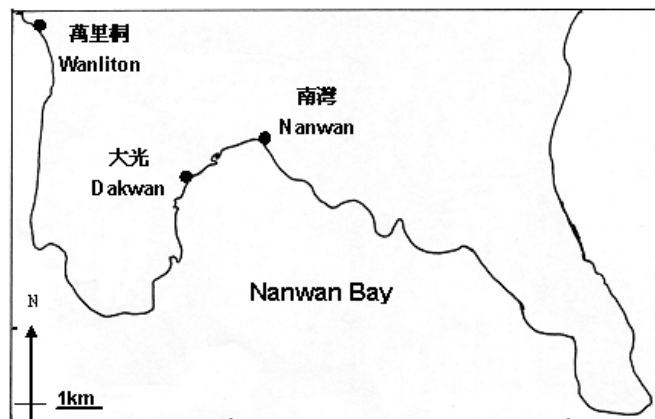 萬里桐
Wanliton
南灣
Nanwan
大光
Dakwan
Nanwan Bay
N
1km